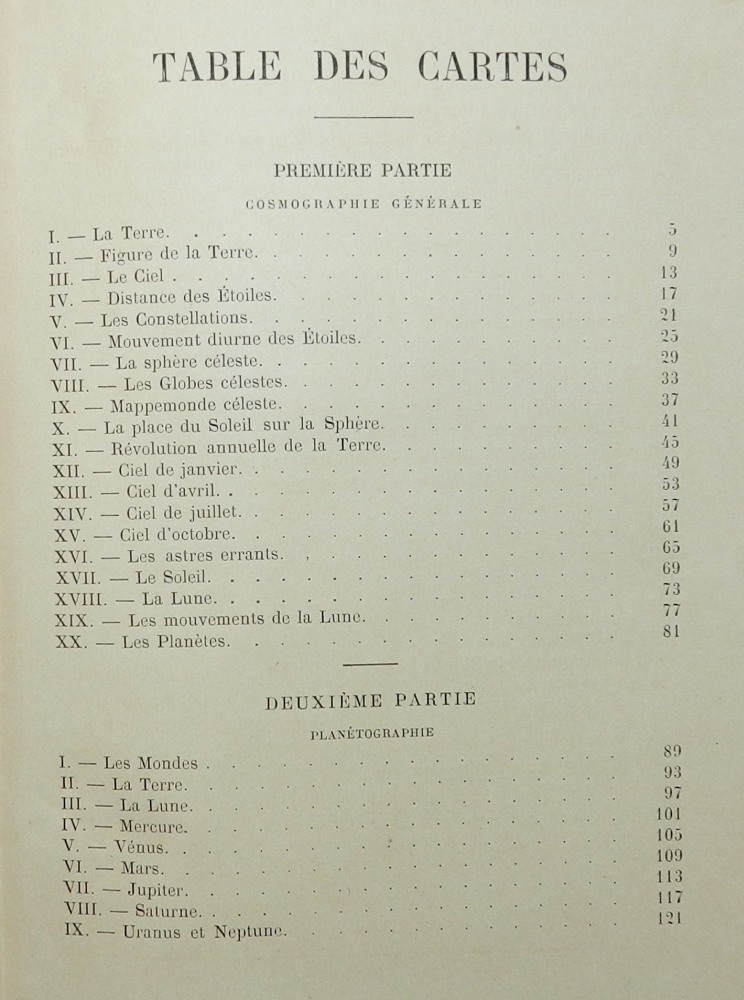 TABLE DES CARTES
PREMIÈRE PARTIE
COSMOGRAPHIE GÉNÉRALE
I. — La Terre. . . . . . . . . . . . . . . . . . 5
II. — Figure de la Terre. . . . . . . . . . . . . . 9
III. — Le Ciel . . . . . . . . . . . . . . . . . . 13
IV. — Distance des Étoiles. . . . . . . . . . . . . 17
V. — Les Constellations. . . . . . . . . . . . . . 21
VI. — Mouvement diurne des Étoiles. . . . . . . . . . 25
VII. — La sphère céleste. . . . . . . . . . . . . . 29
VIII. — Les Globes célestes. . . . . . . . . . . . . 33
IX. — Mappemonde céleste. . . . . . . . . . . . . 37
X. — La place du Soleil sur la Sphère. . . . . . . . . 41
XI. — Révolution annuelle de la Terre. . . . . . . . . 45
XII. — Ciel de janvier. . . . . . . . . . . . . . . 49
XIII. — Ciel d'avril. . . . . . . . . . . . . . . . 53
XIV. — Ciel de juillet. . . . . . . . . . . . . . . 57
XV. — Ciel d'octobre. . . . . . . . . . . . . . . 61
XVI. — Les astres errants. . . . . . . . . . . . . 65
XVII. — Le Soleil. . . . . . . . . . . . . . . . 69
XVIII. — La Lune. . . . . . . . . . . . . . . . 73
XIX. — Les mouvements de la Lune. . . . . . . . . . 77
XX. — Les Planètes. . . . . . . . . . . . . . . 81
DEUXIÈME PARTIE
PLANÉTOGRAPHIE
I. — Les Mondes . . . . . . . . . . . . . . . . 89
II. — La Terre. . . . . . . . . . . . . . . . . 93
III. — La Lune. . . . . . . . . . . . . . . . . 97
IV. — Mercure. . . . . . . . . . . . . . . . . 101
V. — Vénus. . . . . . . . . . . . . . . . . . 105
VI. — Mars. . . . . . . . . . . . . . . . . . 109
VII. — Jupiter. . . . . . . . . . . . . . . . . 113
VIII. — Saturne. . . . . . . . . . . . . . . . . 117
IX. — Uranus et Neptune. . . . . . . . . . . . . 121